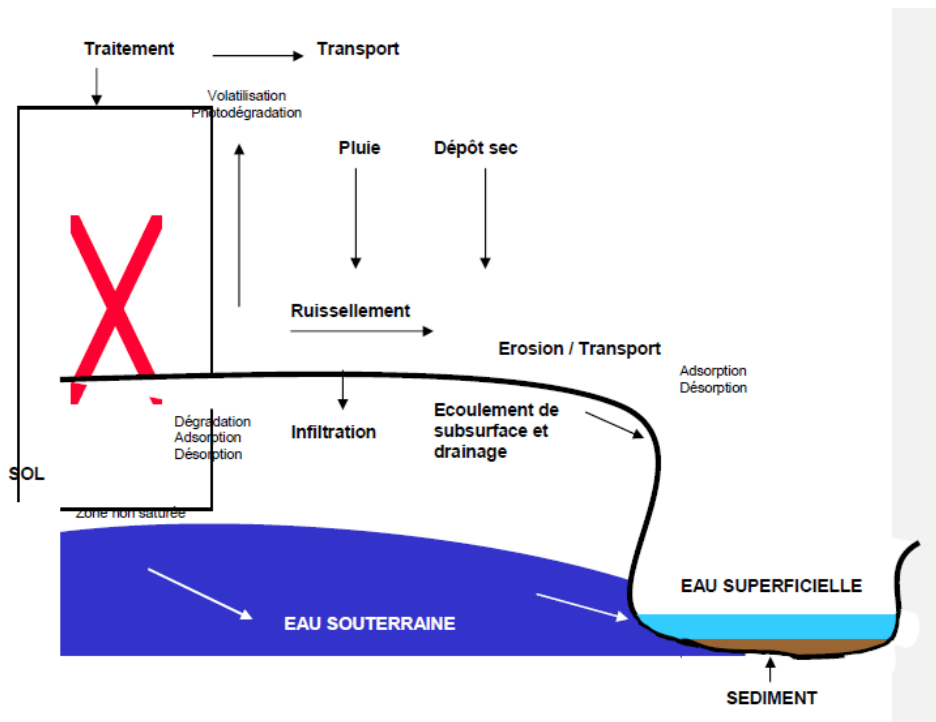 Traitement
Transport
Volatilisation
Photodégradation
Pluie
Dépôt sec
Ruissellement
Erosion / Transport
Adsorption
Désorption
Dégradation
Adsorption
Désorption
Infiltration
Ecoulement de
subsurface et
drainage
SOL
Zone non saturée
EAU SUPERFICIELLE
EAU SOUTERRAINE
SEDIMENT